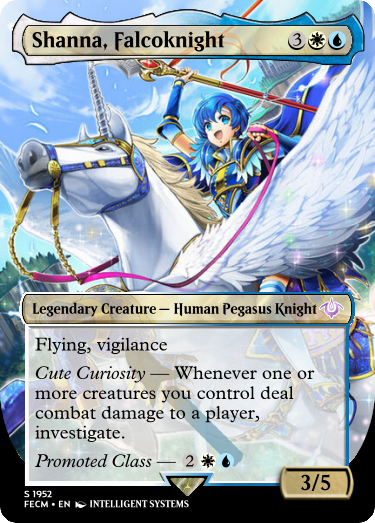 Shanna, Falcoknight 3
Legendary Creature — Human Pegasus Knight
Flying, vigilance
Cute Curiosity — Whenever one or
more creatures you control deal
combat damage to a player,
investigate.
Promoted Class — 2
3/5
S 1952
FECM • EN INTELLIGENT SYSTEMS